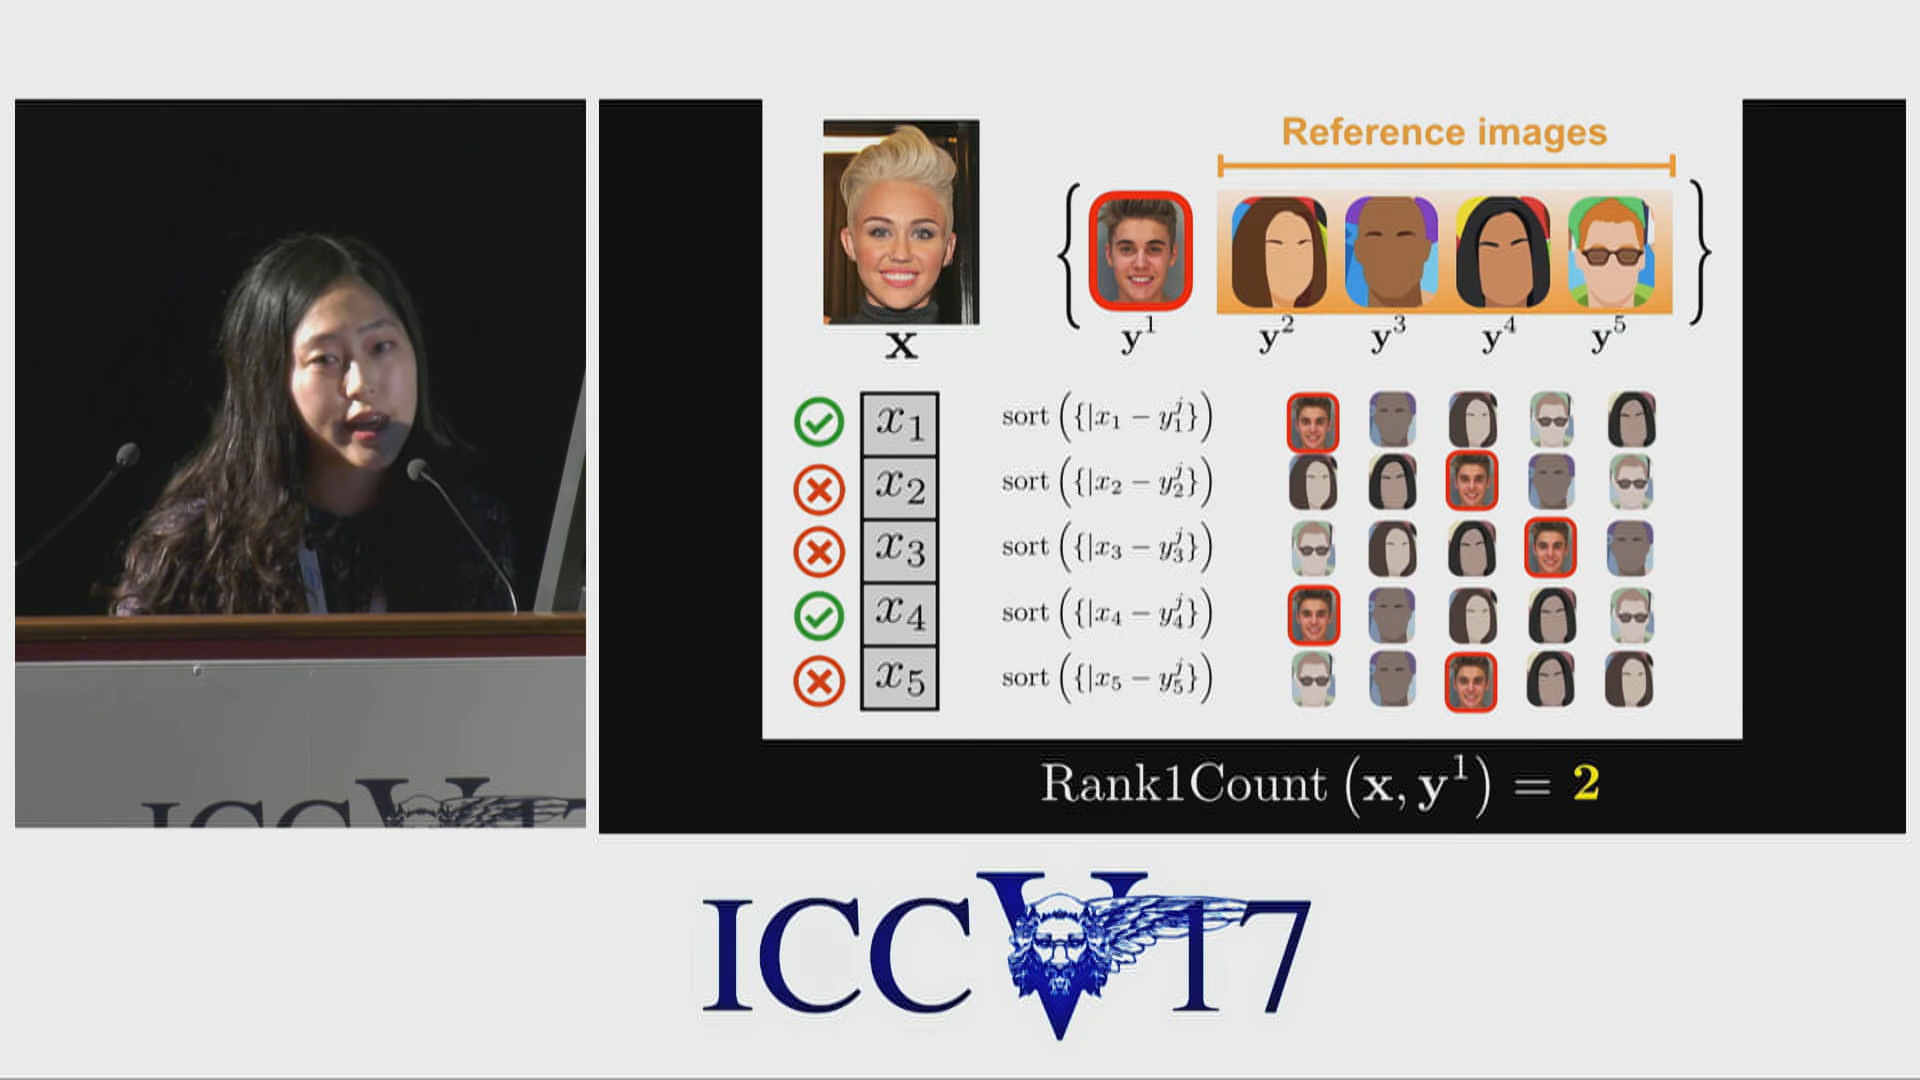 Reference images
x
{ y¹ y² y³ y⁴ y⁵ }
x₁ sort ({|x₁ − y₁ʲ|})
x₂ sort ({|x₂ − y₂ʲ|})
x₃ sort ({|x₃ − y₃ʲ|})
x₄ sort ({|x₄ − y₄ʲ|})
x₅ sort ({|x₅ − y₅ʲ|})
Rank1Count (x, y¹) = 2
ICCV17
ICCV17